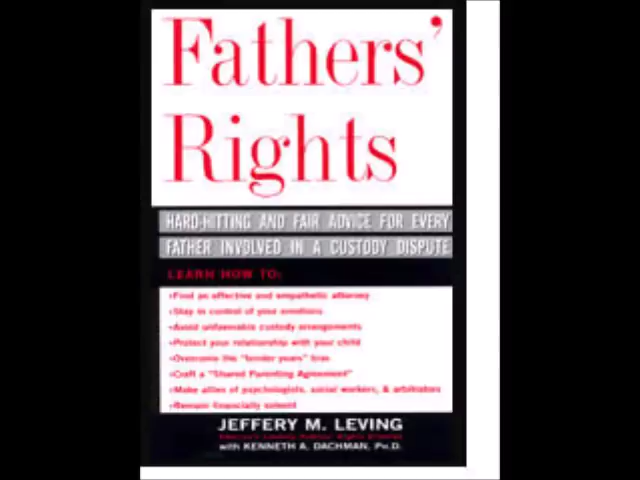 Fathers'
Rights
HARD-HITTING AND FAIR ADVICE FOR EVERY
FATHER INVOLVED IN A CUSTODY DISPUTE
LEARN HOW TO:
•Find an effective and empathetic attorney
•Stay in control of your emotions
•Avoid unfavorable custody arrangements
•Protect your relationship with your child
•Overcome the "tender years" bias
•Craft a "Shared Parenting Agreement"
•Make allies of psychologists, social workers, & arbitrators
•Remain financially solvent
JEFFERY M. LEVING
with KENNETH A. DACHMAN, PH.D.